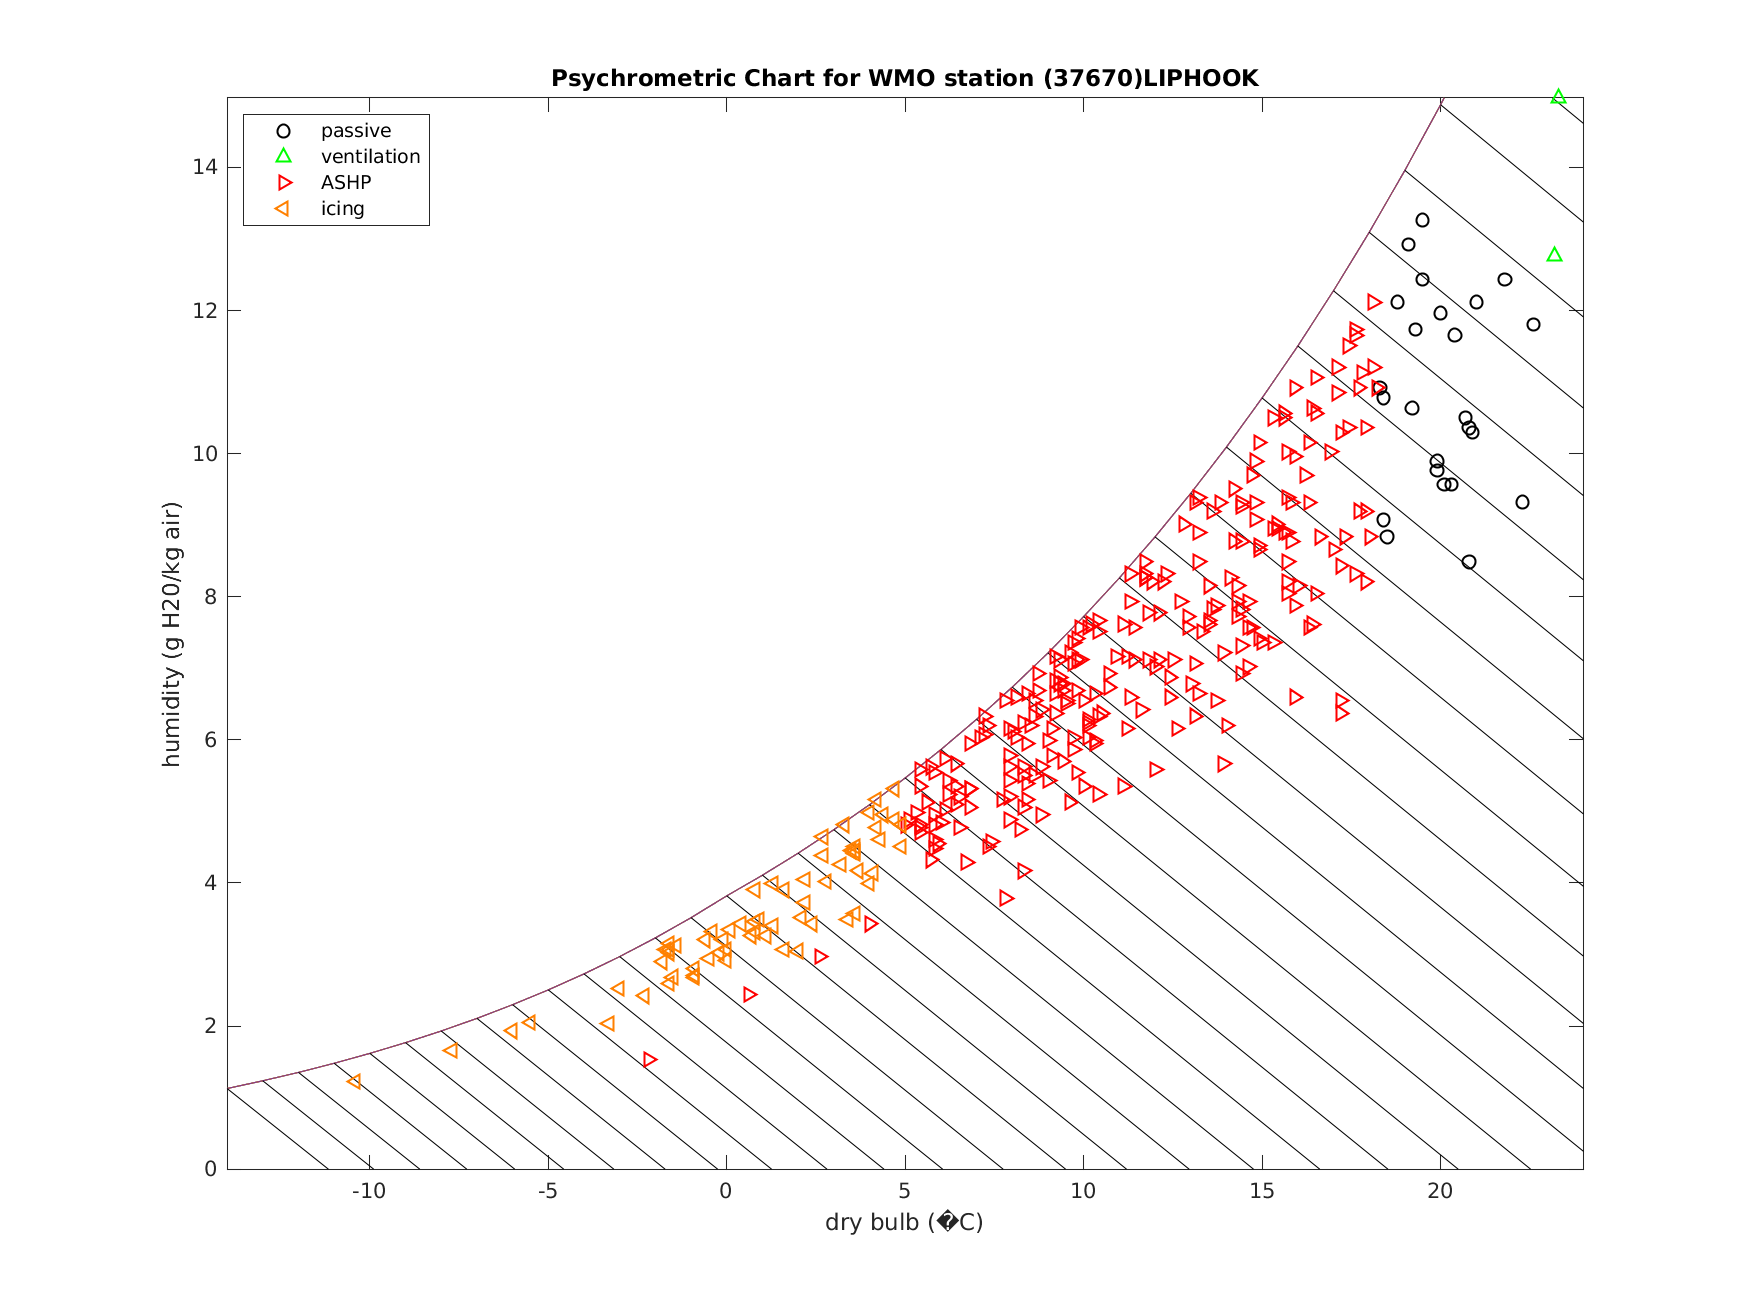 Psychrometric Chart for WMO station (37670)LIPHOOK
passive
ventilation
ASHP
icing
14
12
10
8
6
4
2
0
humidity (g H20/kg air)
-10 -5 0 5 10 15 20
dry bulb (�C)